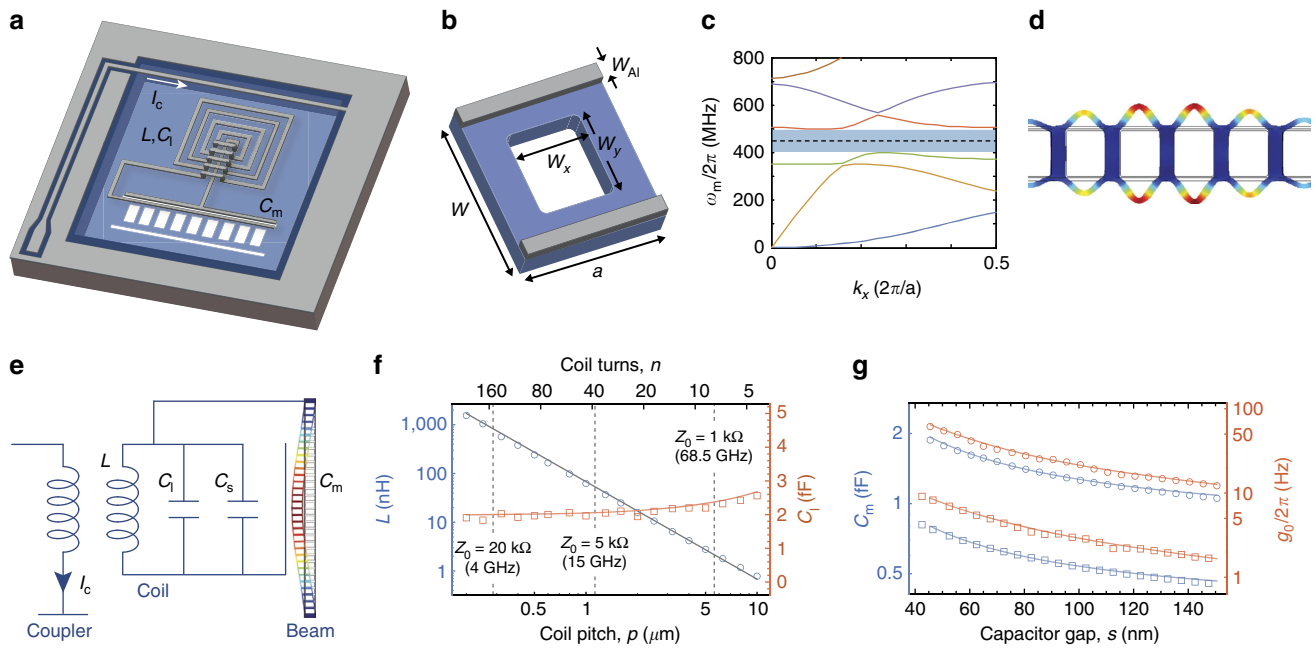 a
I_c
L, C_l
C_m
b
W_Al
W_x
W_y
W
a
c
800
600
400
200
0
ω_m/2π (MHz)
0
0.5
k_x (2π/a)
d
e
L
C_l
C_s
C_m
I_c
Coil
Coupler
Beam
f
Coil turns, n
160 80 40 20 10 5
1,000
100
10
1
L (nH)
5
4
3
2
1
0
C_l (fF)
Z_0 = 1 kΩ
(68.5 GHz)
Z_0 = 20 kΩ
(4 GHz)
Z_0 = 5 kΩ
(15 GHz)
0.5 1 5 10
Coil pitch, p (μm)
g
2
1
0.5
C_m (fF)
100
50
10
5
1
g_0/2π (Hz)
40 60 80 100 120 140
Capacitor gap, s (nm)